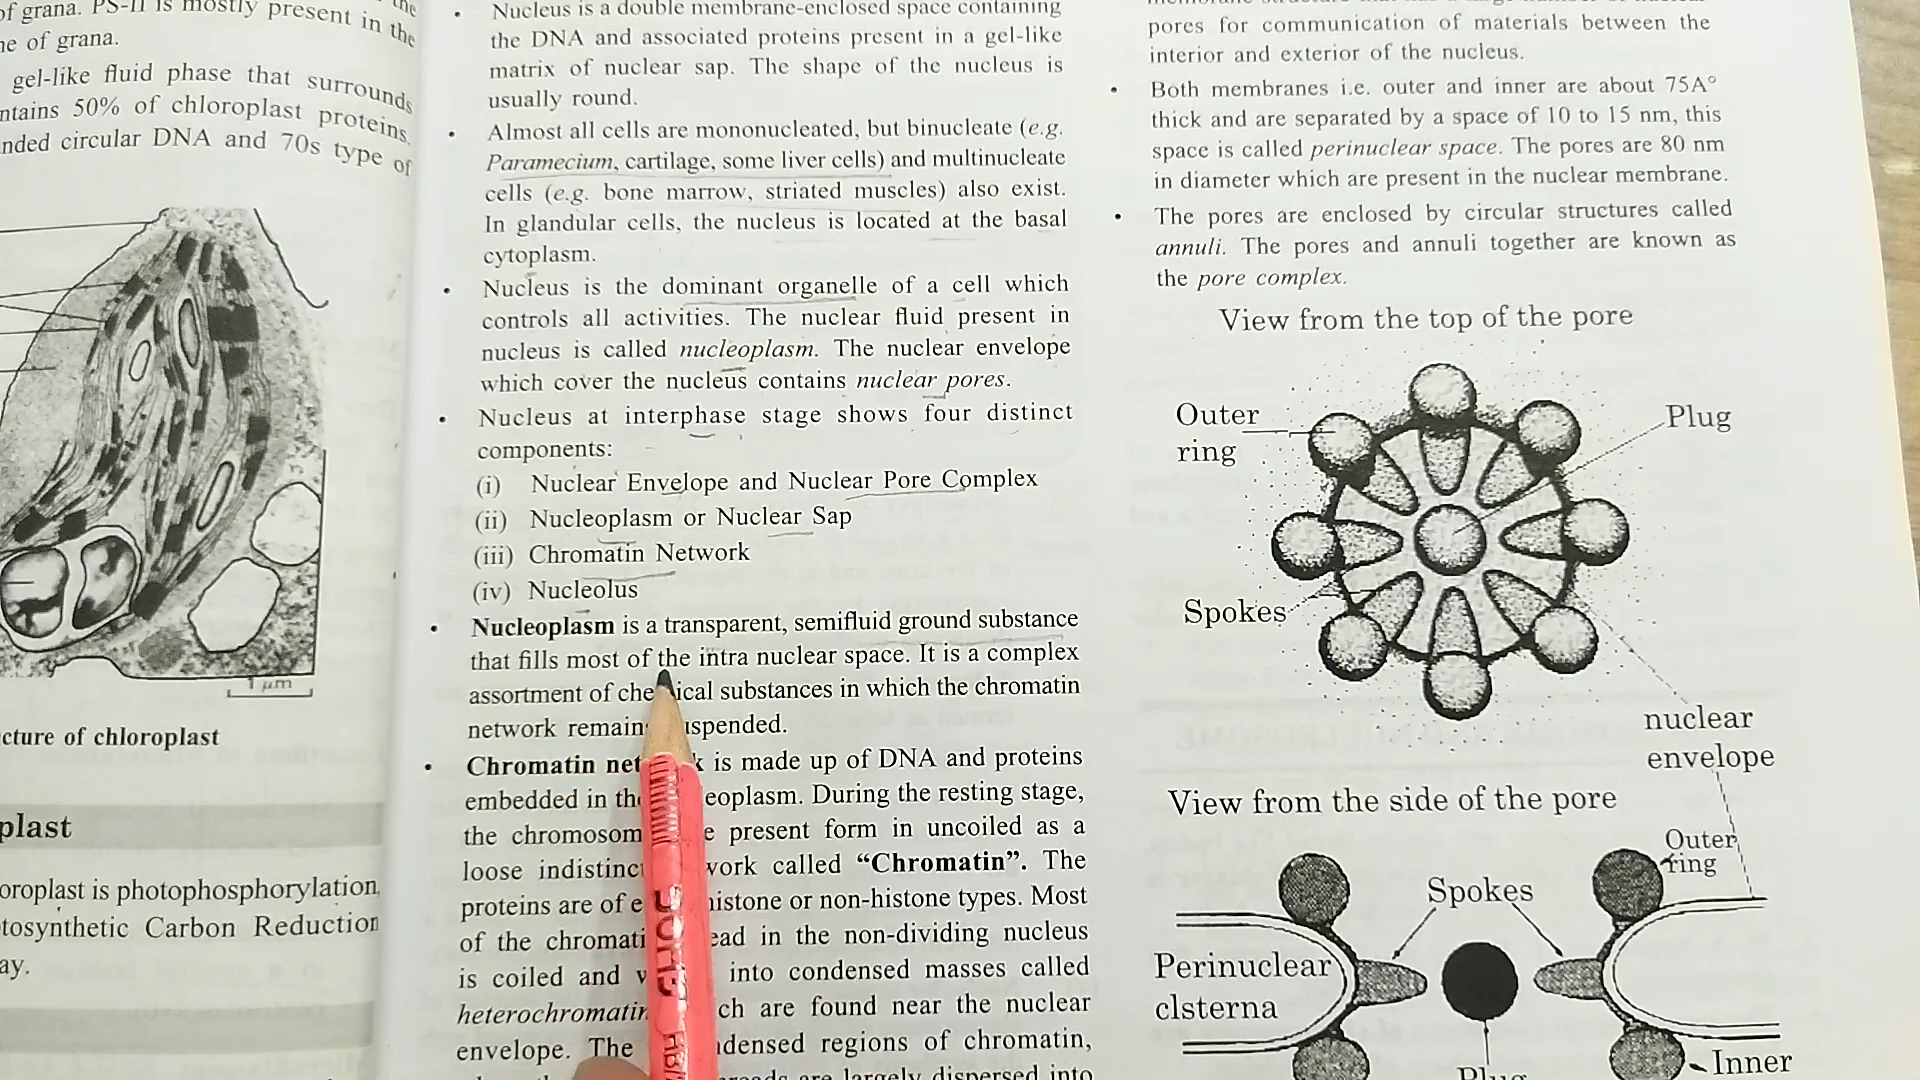 of grana. PS-II is mostly present in the
ne of grana.
gel-like fluid phase that surrounds
ntains 50% of chloroplast proteins.
nded circular DNA and 70s type of
1 µm
cture of chloroplast
plast
oroplast is photophosphorylation,
tosynthetic Carbon Reduction
ay.
• Nucleus is a double membrane-enclosed space containing
the DNA and associated proteins present in a gel-like
matrix of nuclear sap. The shape of the nucleus is
usually round.
• Almost all cells are mononucleated, but binucleate (e.g.
Paramecium, cartilage, some liver cells) and multinucleate
cells (e.g. bone marrow, striated muscles) also exist.
In glandular cells, the nucleus is located at the basal
cytoplasm.
• Nucleus is the dominant organelle of a cell which
controls all activities. The nuclear fluid present in
nucleus is called nucleoplasm. The nuclear envelope
which cover the nucleus contains nuclear pores.
• Nucleus at interphase stage shows four distinct
components:
(i) Nuclear Envelope and Nuclear Pore Complex
(ii) Nucleoplasm or Nuclear Sap
(iii) Chromatin Network
(iv) Nucleolus
• Nucleoplasm is a transparent, semifluid ground substance
that fills most of the intra nuclear space. It is a complex
assortment of che ical substances in which the chromatin
network remain uspended.
• Chromatin net k is made up of DNA and proteins
embedded in th eoplasm. During the resting stage,
the chromosom e present form in uncoiled as a
loose indistinc work called “Chromatin”. The
proteins are of e histone or non-histone types. Most
of the chromati ead in the non-dividing nucleus
is coiled and into condensed masses called
heterochromatin ch are found near the nuclear
envelope. The ndensed regions of chromatin,
are largely dispersed into
DOMS
HB/
pores for communication of materials between the
interior and exterior of the nucleus.
• Both membranes i.e. outer and inner are about 75A°
thick and are separated by a space of 10 to 15 nm, this
space is called perinuclear space. The pores are 80 nm
in diameter which are present in the nuclear membrane.
• The pores are enclosed by circular structures called
annuli. The pores and annuli together are known as
the pore complex.
View from the top of the pore
Outer
ring
Plug
Spokes
nuclear
envelope
View from the side of the pore
Outer
ring
Spokes
Perinuclear
clsterna
Inner
Plug